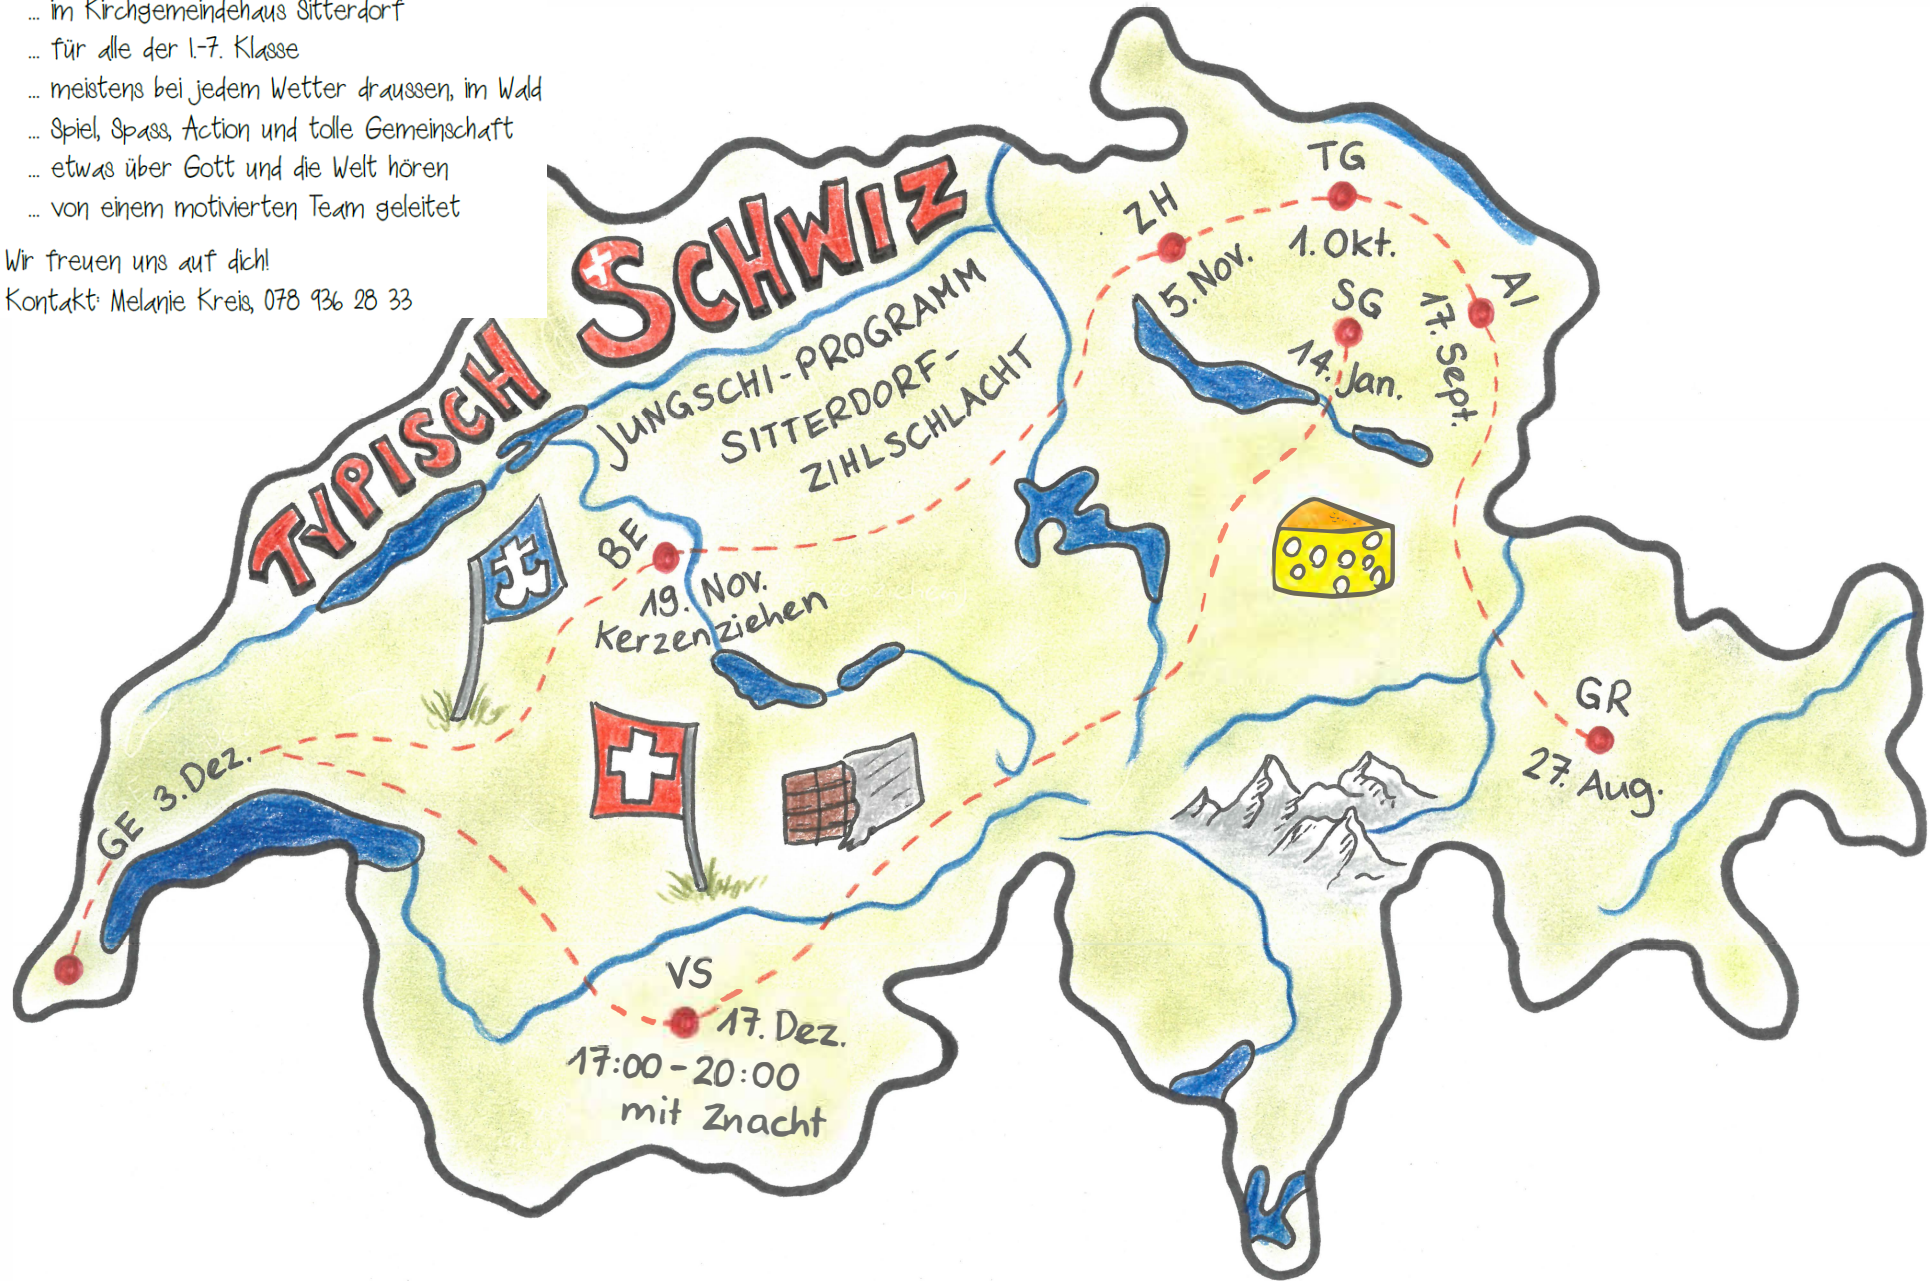 ... im Kirchgemeindehaus Sitterdorf
... für alle der 1.-7. Klasse
... meistens bei jedem Wetter draussen, im Wald
... Spiel, Spass, Action und tolle Gemeinschaft
... etwas über Gott und die Welt hören
... von einem motivierten Team geleitet
Wir freuen uns auf dich!
Kontakt: Melanie Kreis, 078 936 28 33
TYPISCH SCHWIZ
JUNGSCHI-PROGRAMM
SITTERDORF-
ZIHLSCHLACHT
TG
1. Okt.
ZH
5. Nov.
SG
14. Jan.
AI
17. Sept.
BE
19. Nov.
Kerzenziehen
GR
27. Aug.
GE 3. Dez.
VS
17. Dez.
17:00-20:00
mit Znacht